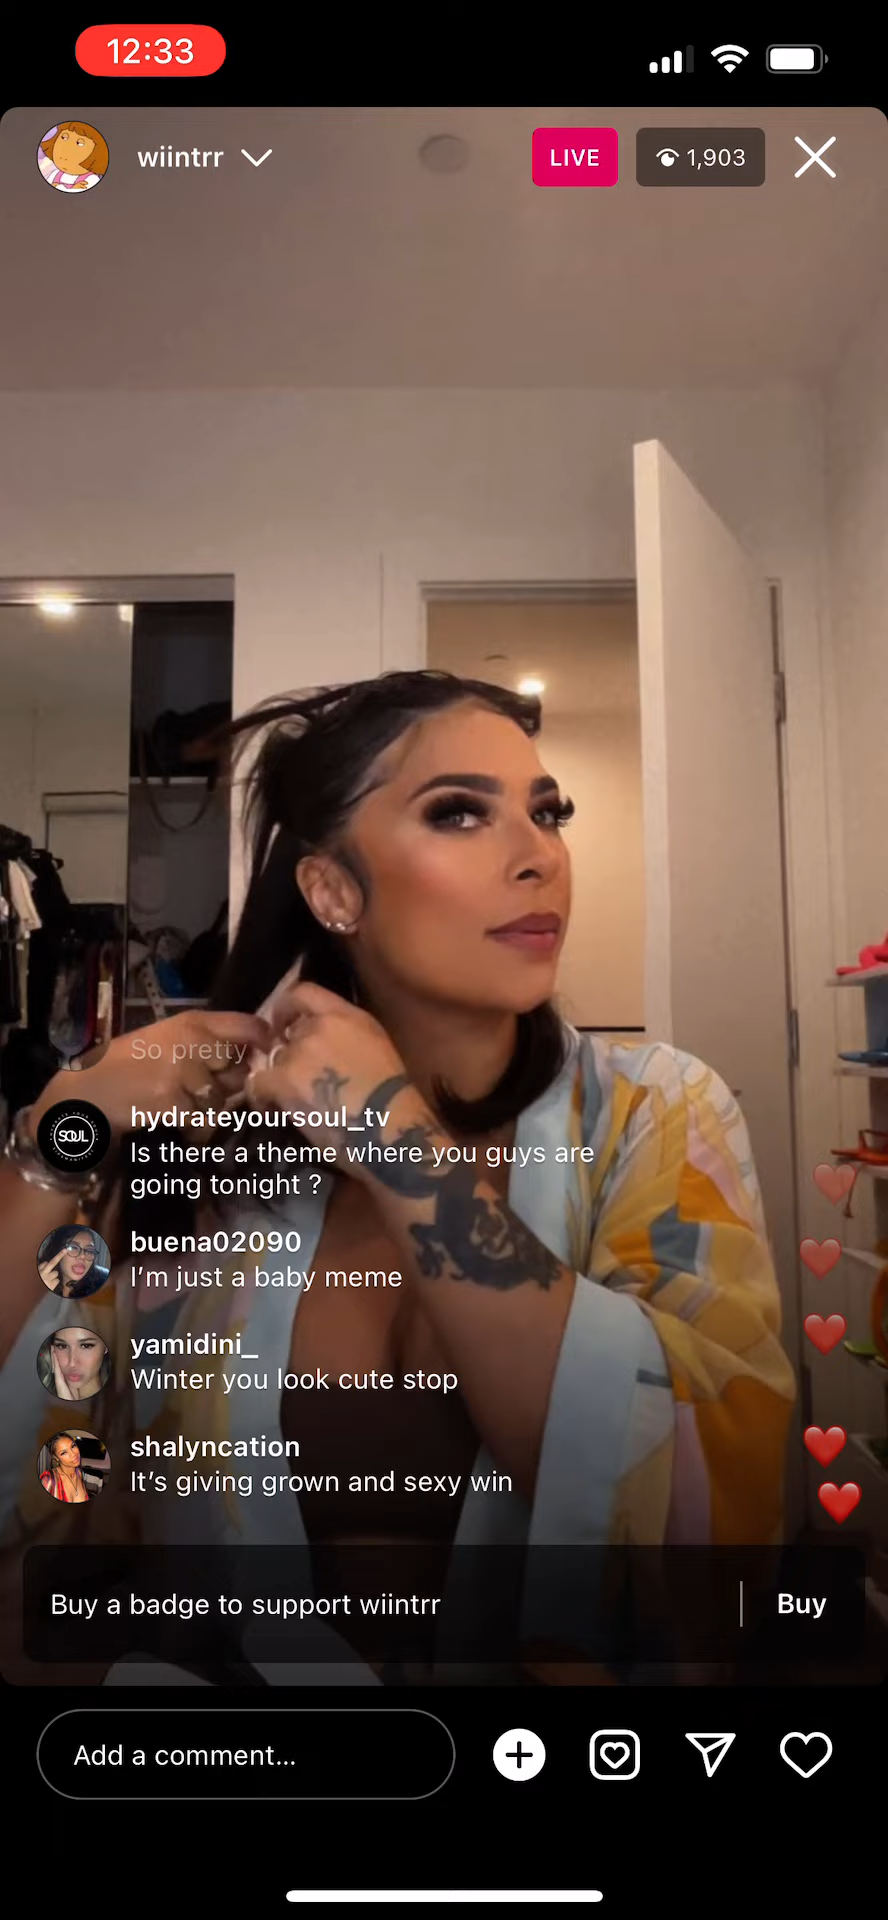 12:33
wiintrr
LIVE
1,903
So pretty
SOUL
hydrateyoursoul_tv
Is there a theme where you guys are
going tonight ?
buena02090
I'm just a baby meme
yamidini_
Winter you look cute stop
shalyncation
It's giving grown and sexy win
Buy a badge to support wiintrr
Buy
Add a comment...